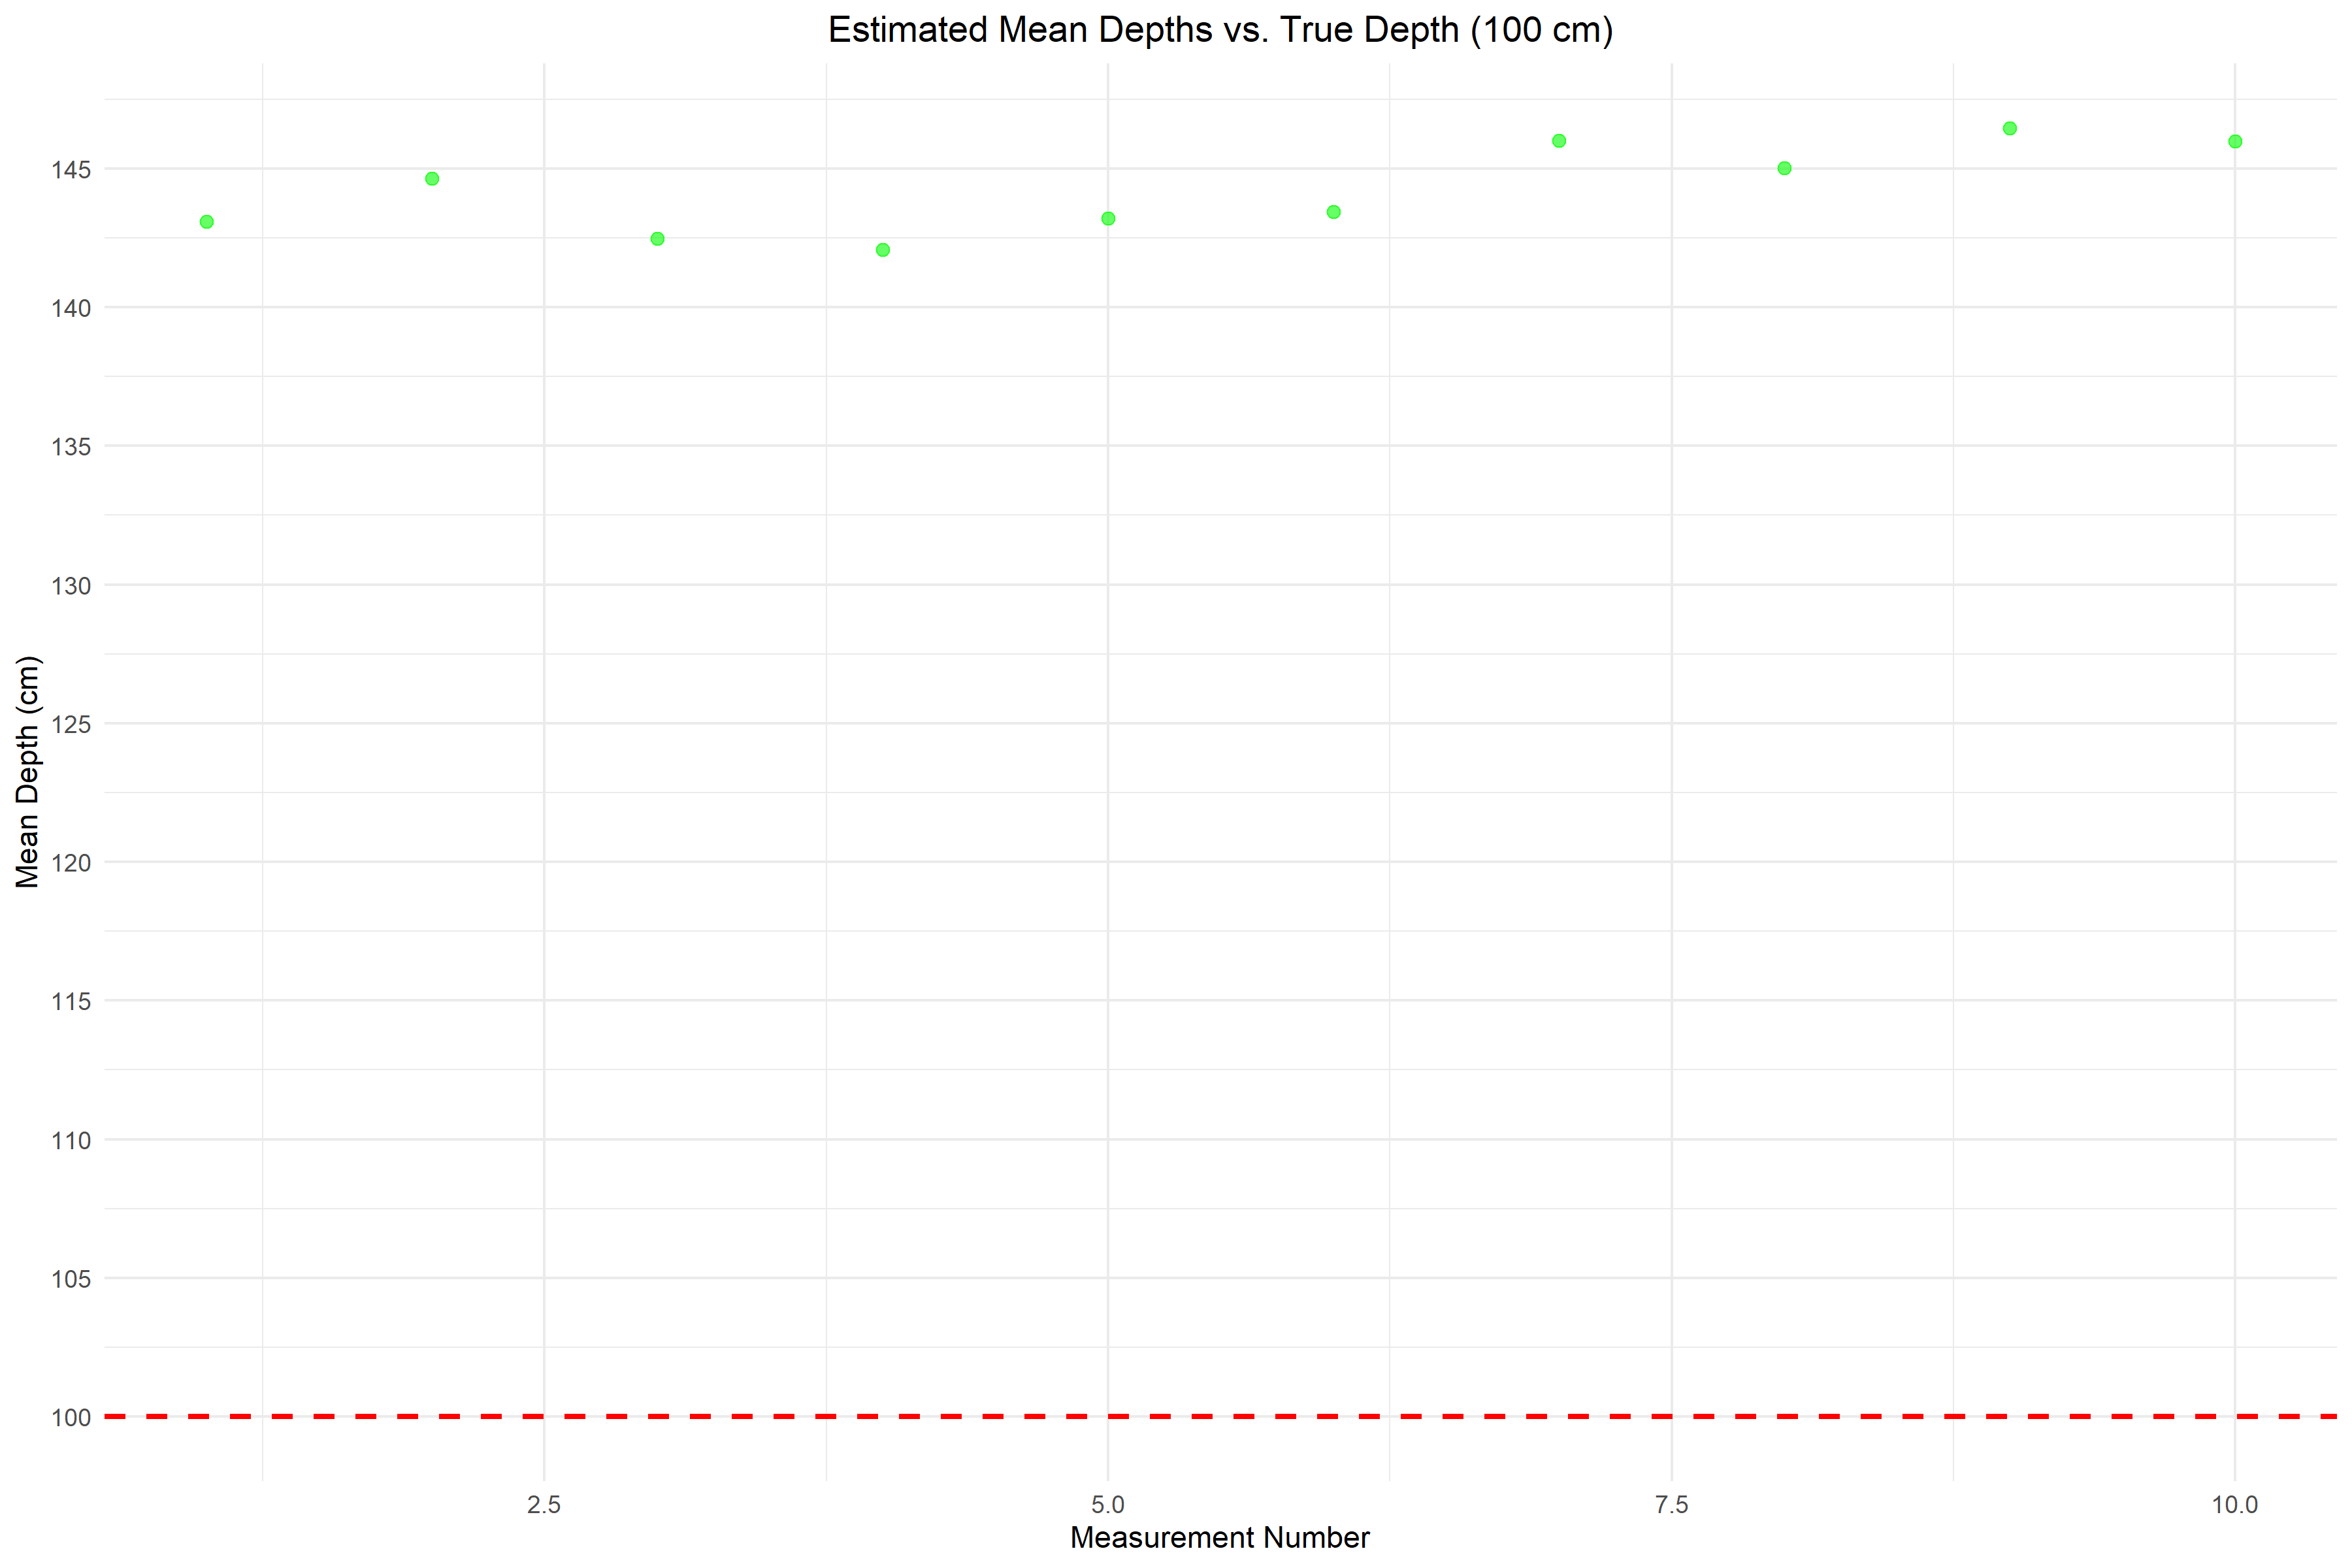 Estimated Mean Depths vs. True Depth (100 cm)
Mean Depth (cm)
145
140
135
130
125
120
115
110
105
100
2.5 5.0 7.5 10.0
Measurement Number